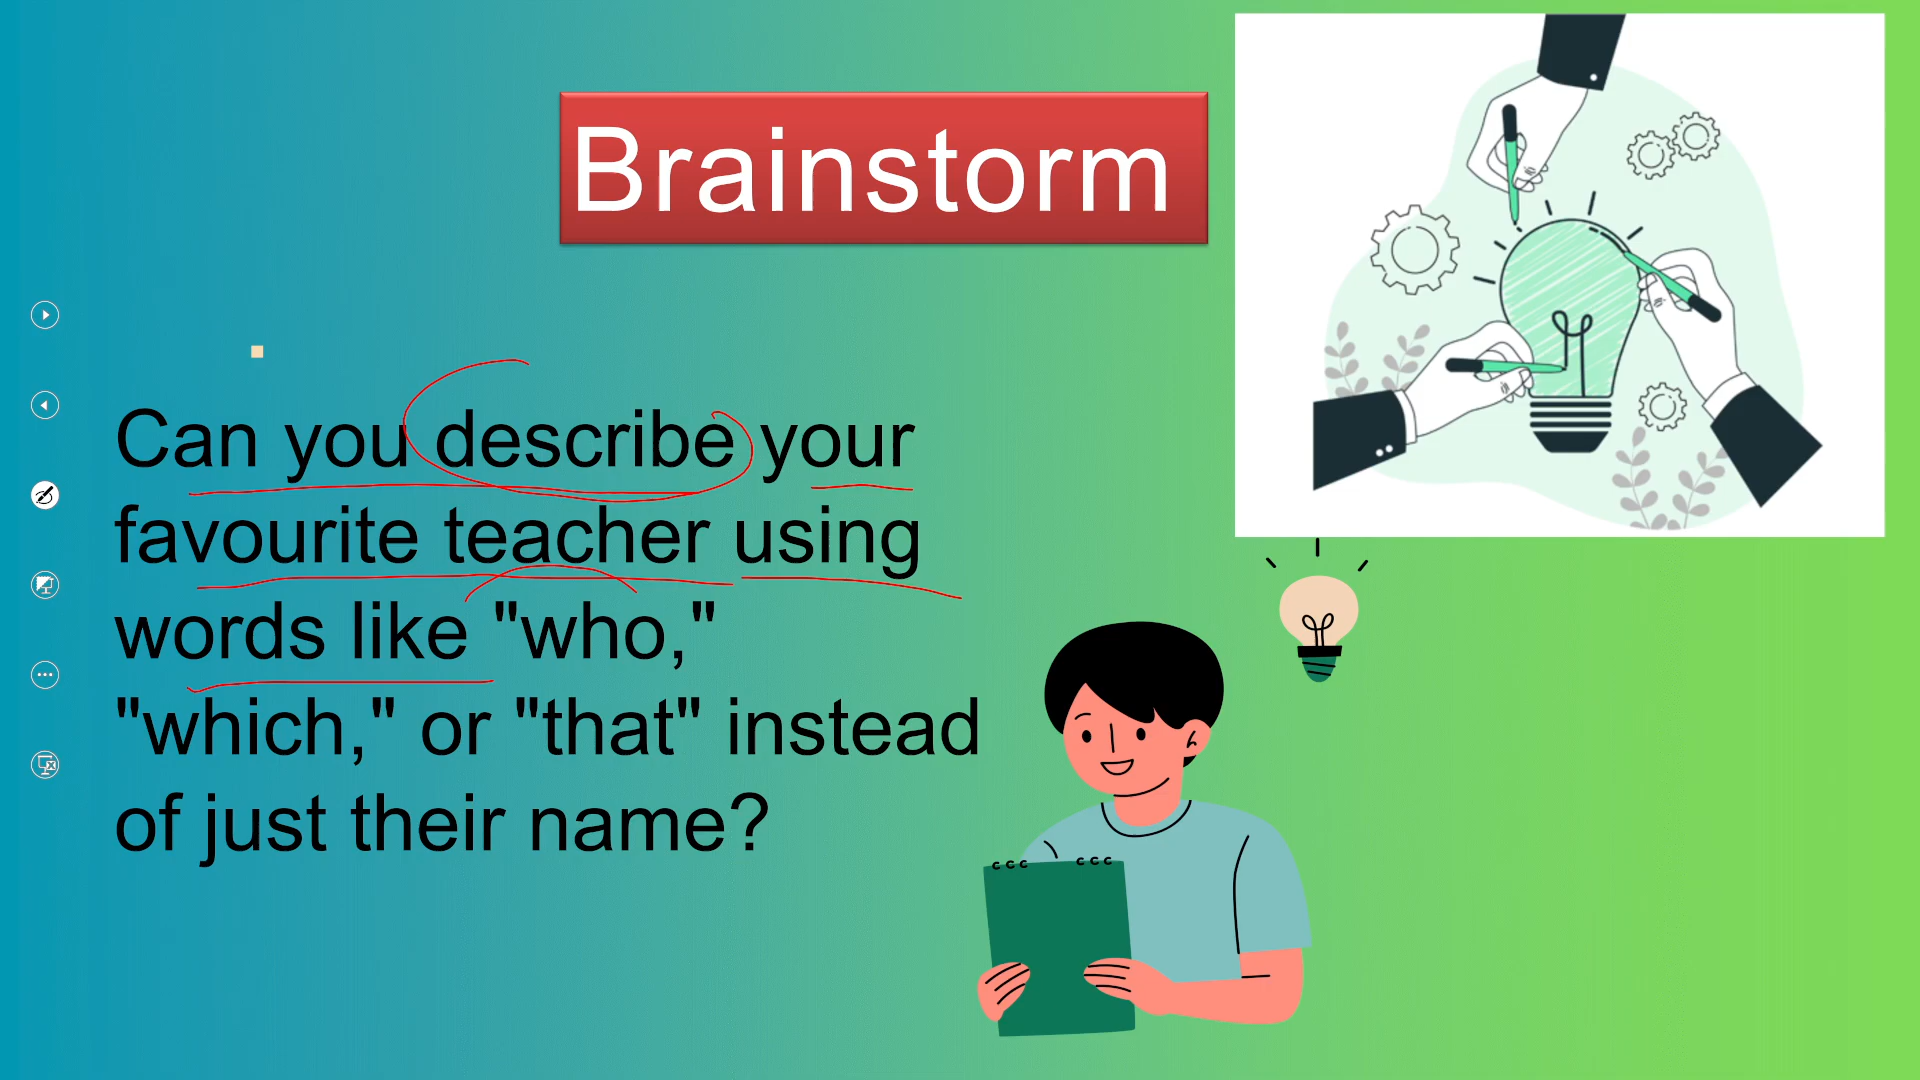 Brainstorm
Can you describe your
favourite teacher using
words like "who,"
"which," or "that" instead
of just their name?